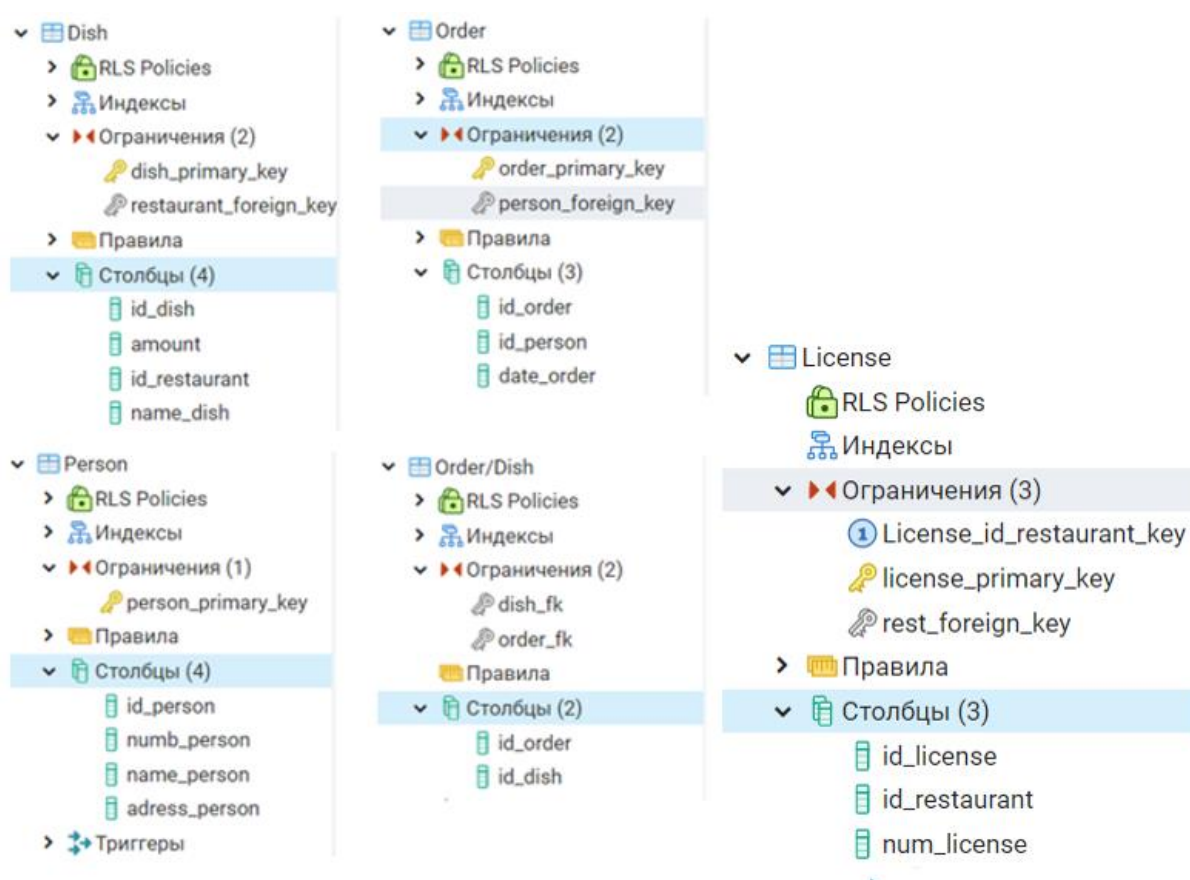 Dish
RLS Policies
Индексы
Ограничения (2)
dish_primary_key
restaurant_foreign_key
Правила
Столбцы (4)
id_dish
amount
id_restaurant
name_dish
Order
RLS Policies
Индексы
Ограничения (2)
order_primary_key
person_foreign_key
Правила
Столбцы (3)
id_order
id_person
date_order
Person
RLS Policies
Индексы
Ограничения (1)
person_primary_key
Правила
Столбцы (4)
id_person
numb_person
name_person
adress_person
Триггеры
Order/Dish
RLS Policies
Индексы
Ограничения (2)
dish_fk
order_fk
Правила
Столбцы (2)
id_order
id_dish
License
RLS Policies
Индексы
Ограничения (3)
1 License_id_restaurant_key
license_primary_key
rest_foreign_key
Правила
Столбцы (3)
id_license
id_restaurant
num_license